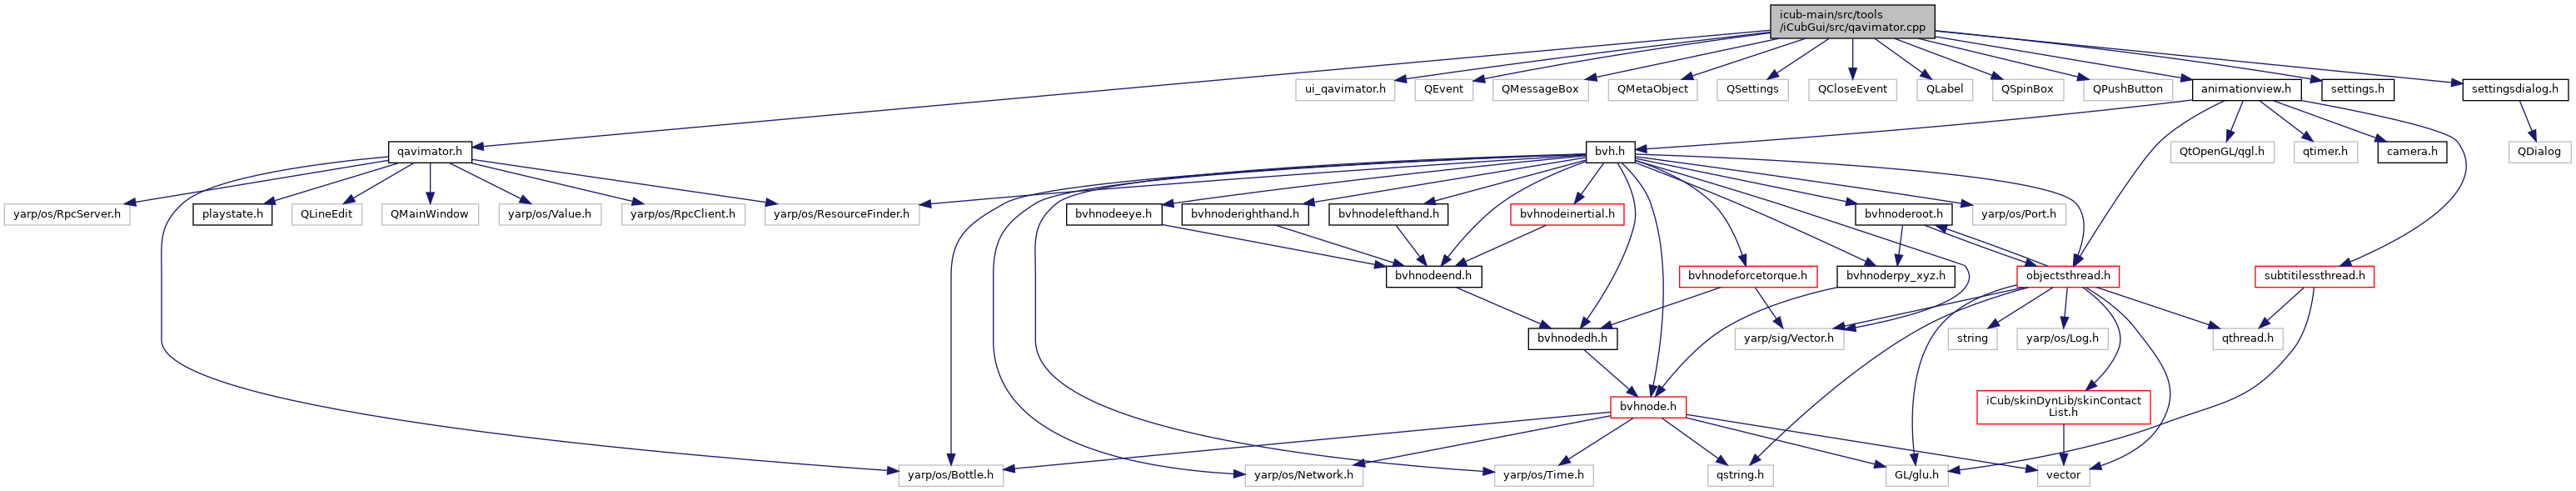 icub-main/src/tools
/iCubGui/src/qavimator.cpp
ui_qavimator.h
QEvent
QMessageBox
QMetaObject
QSettings
QCloseEvent
QLabel
QSpinBox
QPushButton
animationview.h
settings.h
settingsdialog.h
qavimator.h
bvh.h
QtOpenGL/qgl.h
qtimer.h
camera.h
QDialog
yarp/os/RpcServer.h
playstate.h
QLineEdit
QMainWindow
yarp/os/Value.h
yarp/os/RpcClient.h
yarp/os/ResourceFinder.h
bvhnodeeye.h
bvhnoderighthand.h
bvhnodelefthand.h
bvhnodeinertial.h
bvhnoderoot.h
yarp/os/Port.h
bvhnodeend.h
bvhnodeforcetorque.h
bvhnoderpy_xyz.h
objectsthread.h
subtitilessthread.h
bvhnodedh.h
yarp/sig/Vector.h
string
yarp/os/Log.h
qthread.h
bvhnode.h
iCub/skinDynLib/skinContact
List.h
yarp/os/Bottle.h
yarp/os/Network.h
yarp/os/Time.h
qstring.h
GL/glu.h
vector